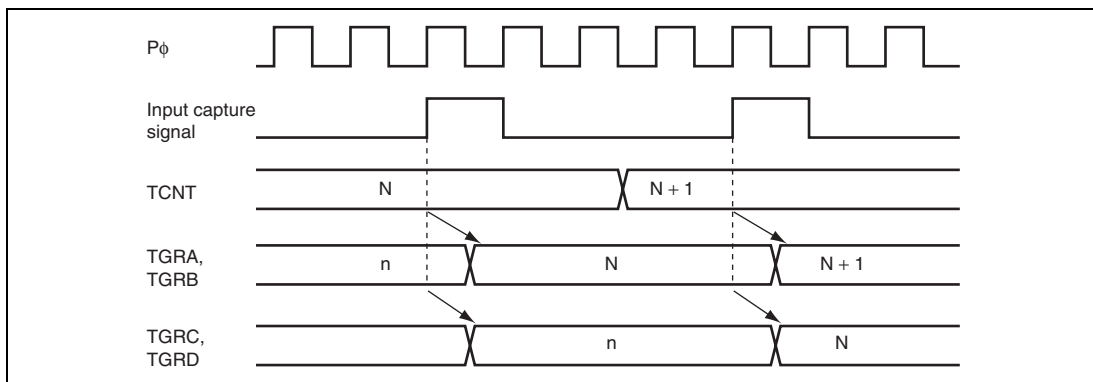 Pφ
Input capture
signal
TCNT
N
N + 1
TGRA,
TGRB
n
N
N + 1
TGRC,
TGRD
n
N